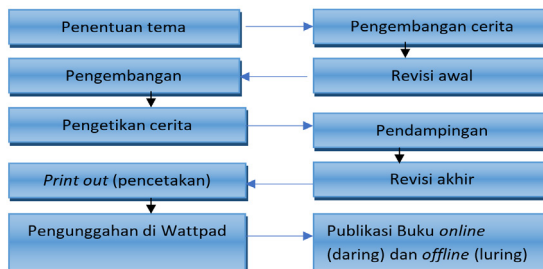 Penentuan tema
Pengembangan cerita
Pengembangan
Revisi awal
Pengetikan cerita
Pendampingan
Print out (pencetakan)
Revisi akhir
Pengunggahan di Wattpad
Publikasi Buku online
(daring) dan offline (luring)